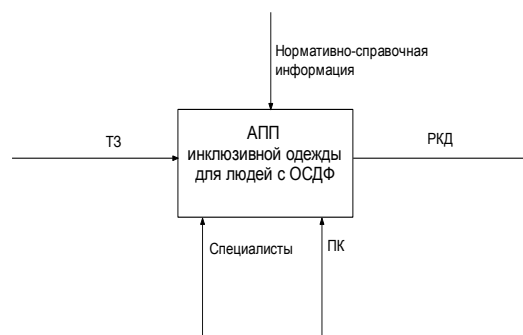 Нормативно-справочная
информация
ТЗ
АПП
инклюзивной одежды
для людей с ОСДФ
РКД
Специалисты
ПК